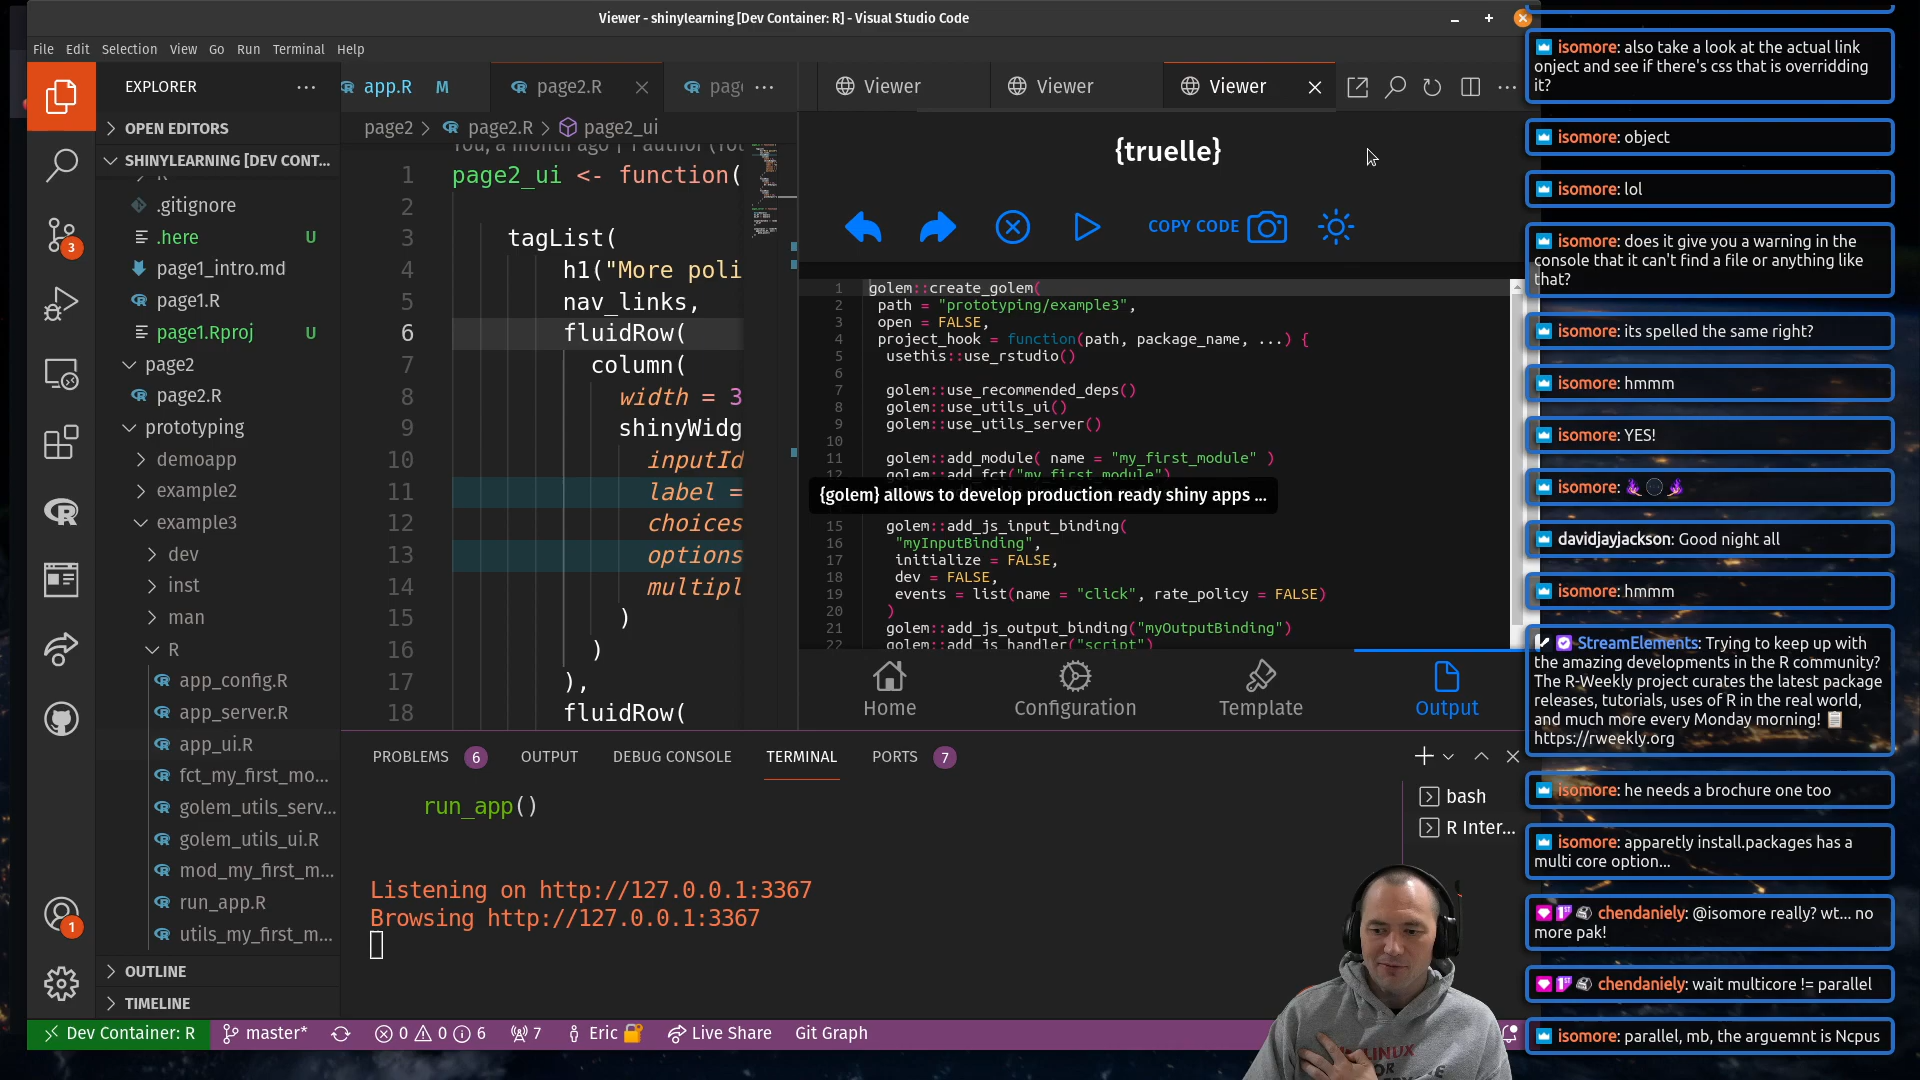 Viewer - shinylearning [Dev Container: R] - Visual Studio Code
File Edit Selection View Go Run Terminal Help
EXPLORER
OPEN EDITORS
SHINYLEARNING [DEV CONT...
.gitignore
.here U
page1_intro.md
page1.R
page1.Rproj U
page2
page2.R
prototyping
demoapp
example2
example3
dev
inst
man
R
app_config.R
app_server.R
app_ui.R
fct_my_first_mo...
golem_utils_serv...
golem_utils_ui.R
mod_my_first_m...
run_app.R
utils_my_first_m...
OUTLINE
TIMELINE
3
1
app.R M
page2.R
page2 > page2.R > page2_ui
1 page2_ui <- function(
2
3 tagList(
4 h1("More poli
5 nav_links,
6 fluidRow(
7 column(
8 width = 3
9 shinyWidg
10 inputId
11 label =
12 choices
13 options
14 multipl
15 )
16 )
17 ),
18 fluidRow(
Viewer
Viewer
Viewer
{truelle}
COPY CODE
1 golem::create_golem(
2 path = "prototyping/example3",
3 open = FALSE,
4 project_hook = function(path, package_name, ...) {
5 usethis::use_rstudio()
6
7 golem::use_recommended_deps()
8 golem::use_utils_ui()
9 golem::use_utils_server()
10
11 golem::add_module( name = "my_first_module" )
12 golem::add_fct("my_first_module")
{golem} allows to develop production ready shiny apps ...
15 golem::add_js_input_binding(
16 "myInputBinding",
17 initialize = FALSE,
18 dev = FALSE,
19 events = list(name = "click", rate_policy = FALSE)
20 )
21 golem::add_js_output_binding("myOutputBinding")
22 golem::add_js_handler("script")
Home
Configuration
Template
Output
PROBLEMS 6 OUTPUT DEBUG CONSOLE TERMINAL PORTS 7
run_app()
Listening on http://127.0.0.1:3367
Browsing http://127.0.0.1:3367
bash
R Inter...
Dev Container: R master* 0 0 6 7 Eric Live Share Git Graph
isomore: also take a look at the actual link
onject and see if there's css that is overridding
it?
isomore: object
isomore: lol
isomore: does it give you a warning in the
console that it can't find a file or anything like
that?
isomore: its spelled the same right?
isomore: hmmm
isomore: YES!
isomore:
davidjayjackson: Good night all
isomore: hmmm
StreamElements: Trying to keep up with
the amazing developments in the R community?
The R-Weekly project curates the latest package
releases, tutorials, uses of R in the real world,
and much more every Monday morning!
https://rweekly.org
isomore: he needs a brochure one too
isomore: apparetly install.packages has a
multi core option...
chendaniely: @isomore really? wt... no
more pak!
chendaniely: wait multicore != parallel
isomore: parallel, mb, the arguemnt is Ncpus
LINUX